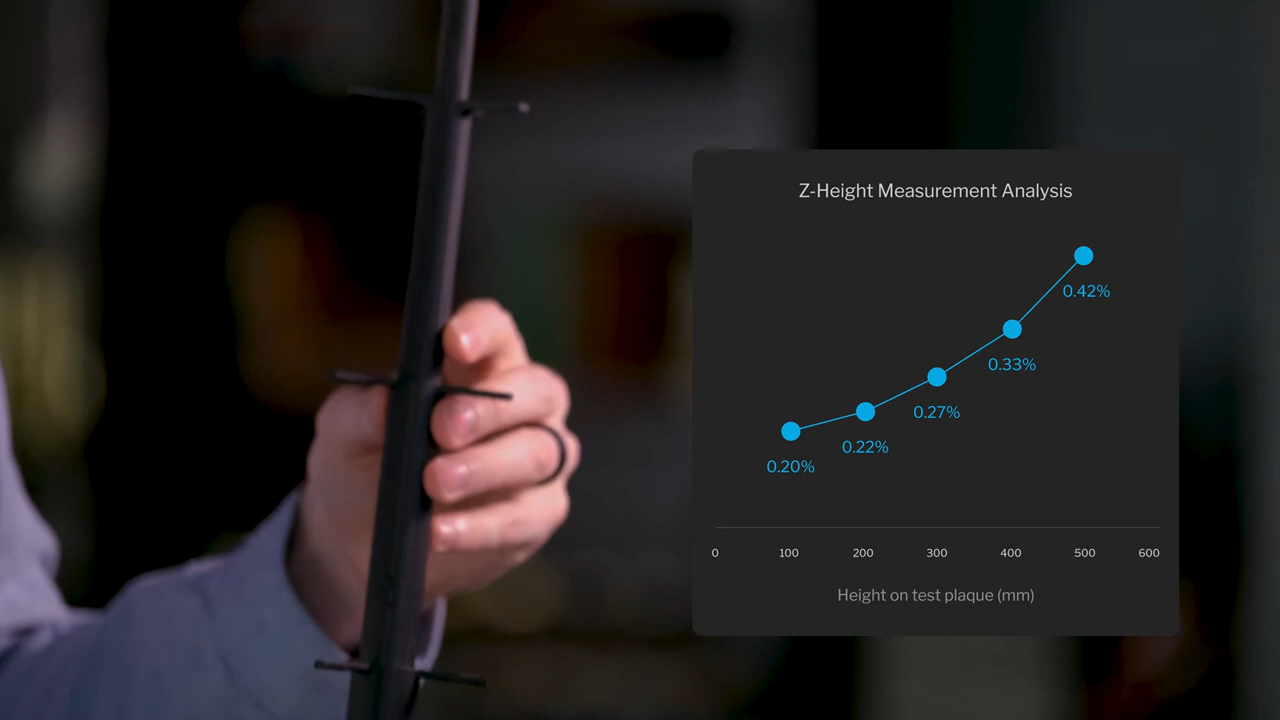 Z-Height Measurement Analysis
0.42%
0.33%
0.27%
0.22%
0.20%
0 100 200 300 400 500 600
Height on test plaque (mm)